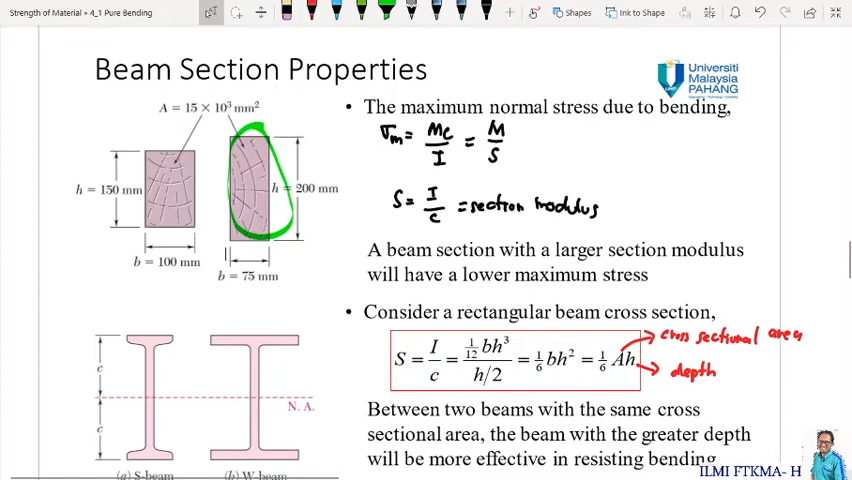 Strength of Material » 4_1 Pure Bending
Shapes
Ink to Share
Beam Section Properties
Universiti
Malaysia
PAHANG
A = 15 × 10³ mm²
h = 150 mm
h = 200 mm
b = 100 mm
b = 75 mm
• The maximum normal stress due to bending,
σm = Mc/I = M/S
S = I/c = section modulus
A beam section with a larger section modulus
will have a lower maximum stress
• Consider a rectangular beam cross section,
S = I/c = (1/12 bh³)/(h/2) = 1/6 bh² = 1/6 Ah
cross sectional area
depth
Between two beams with the same cross
sectional area, the beam with the greater depth
will be more effective in resisting bending
c
c
N. A.
(a) S-beam
(b) W-beam
ILMI FTKMA- H